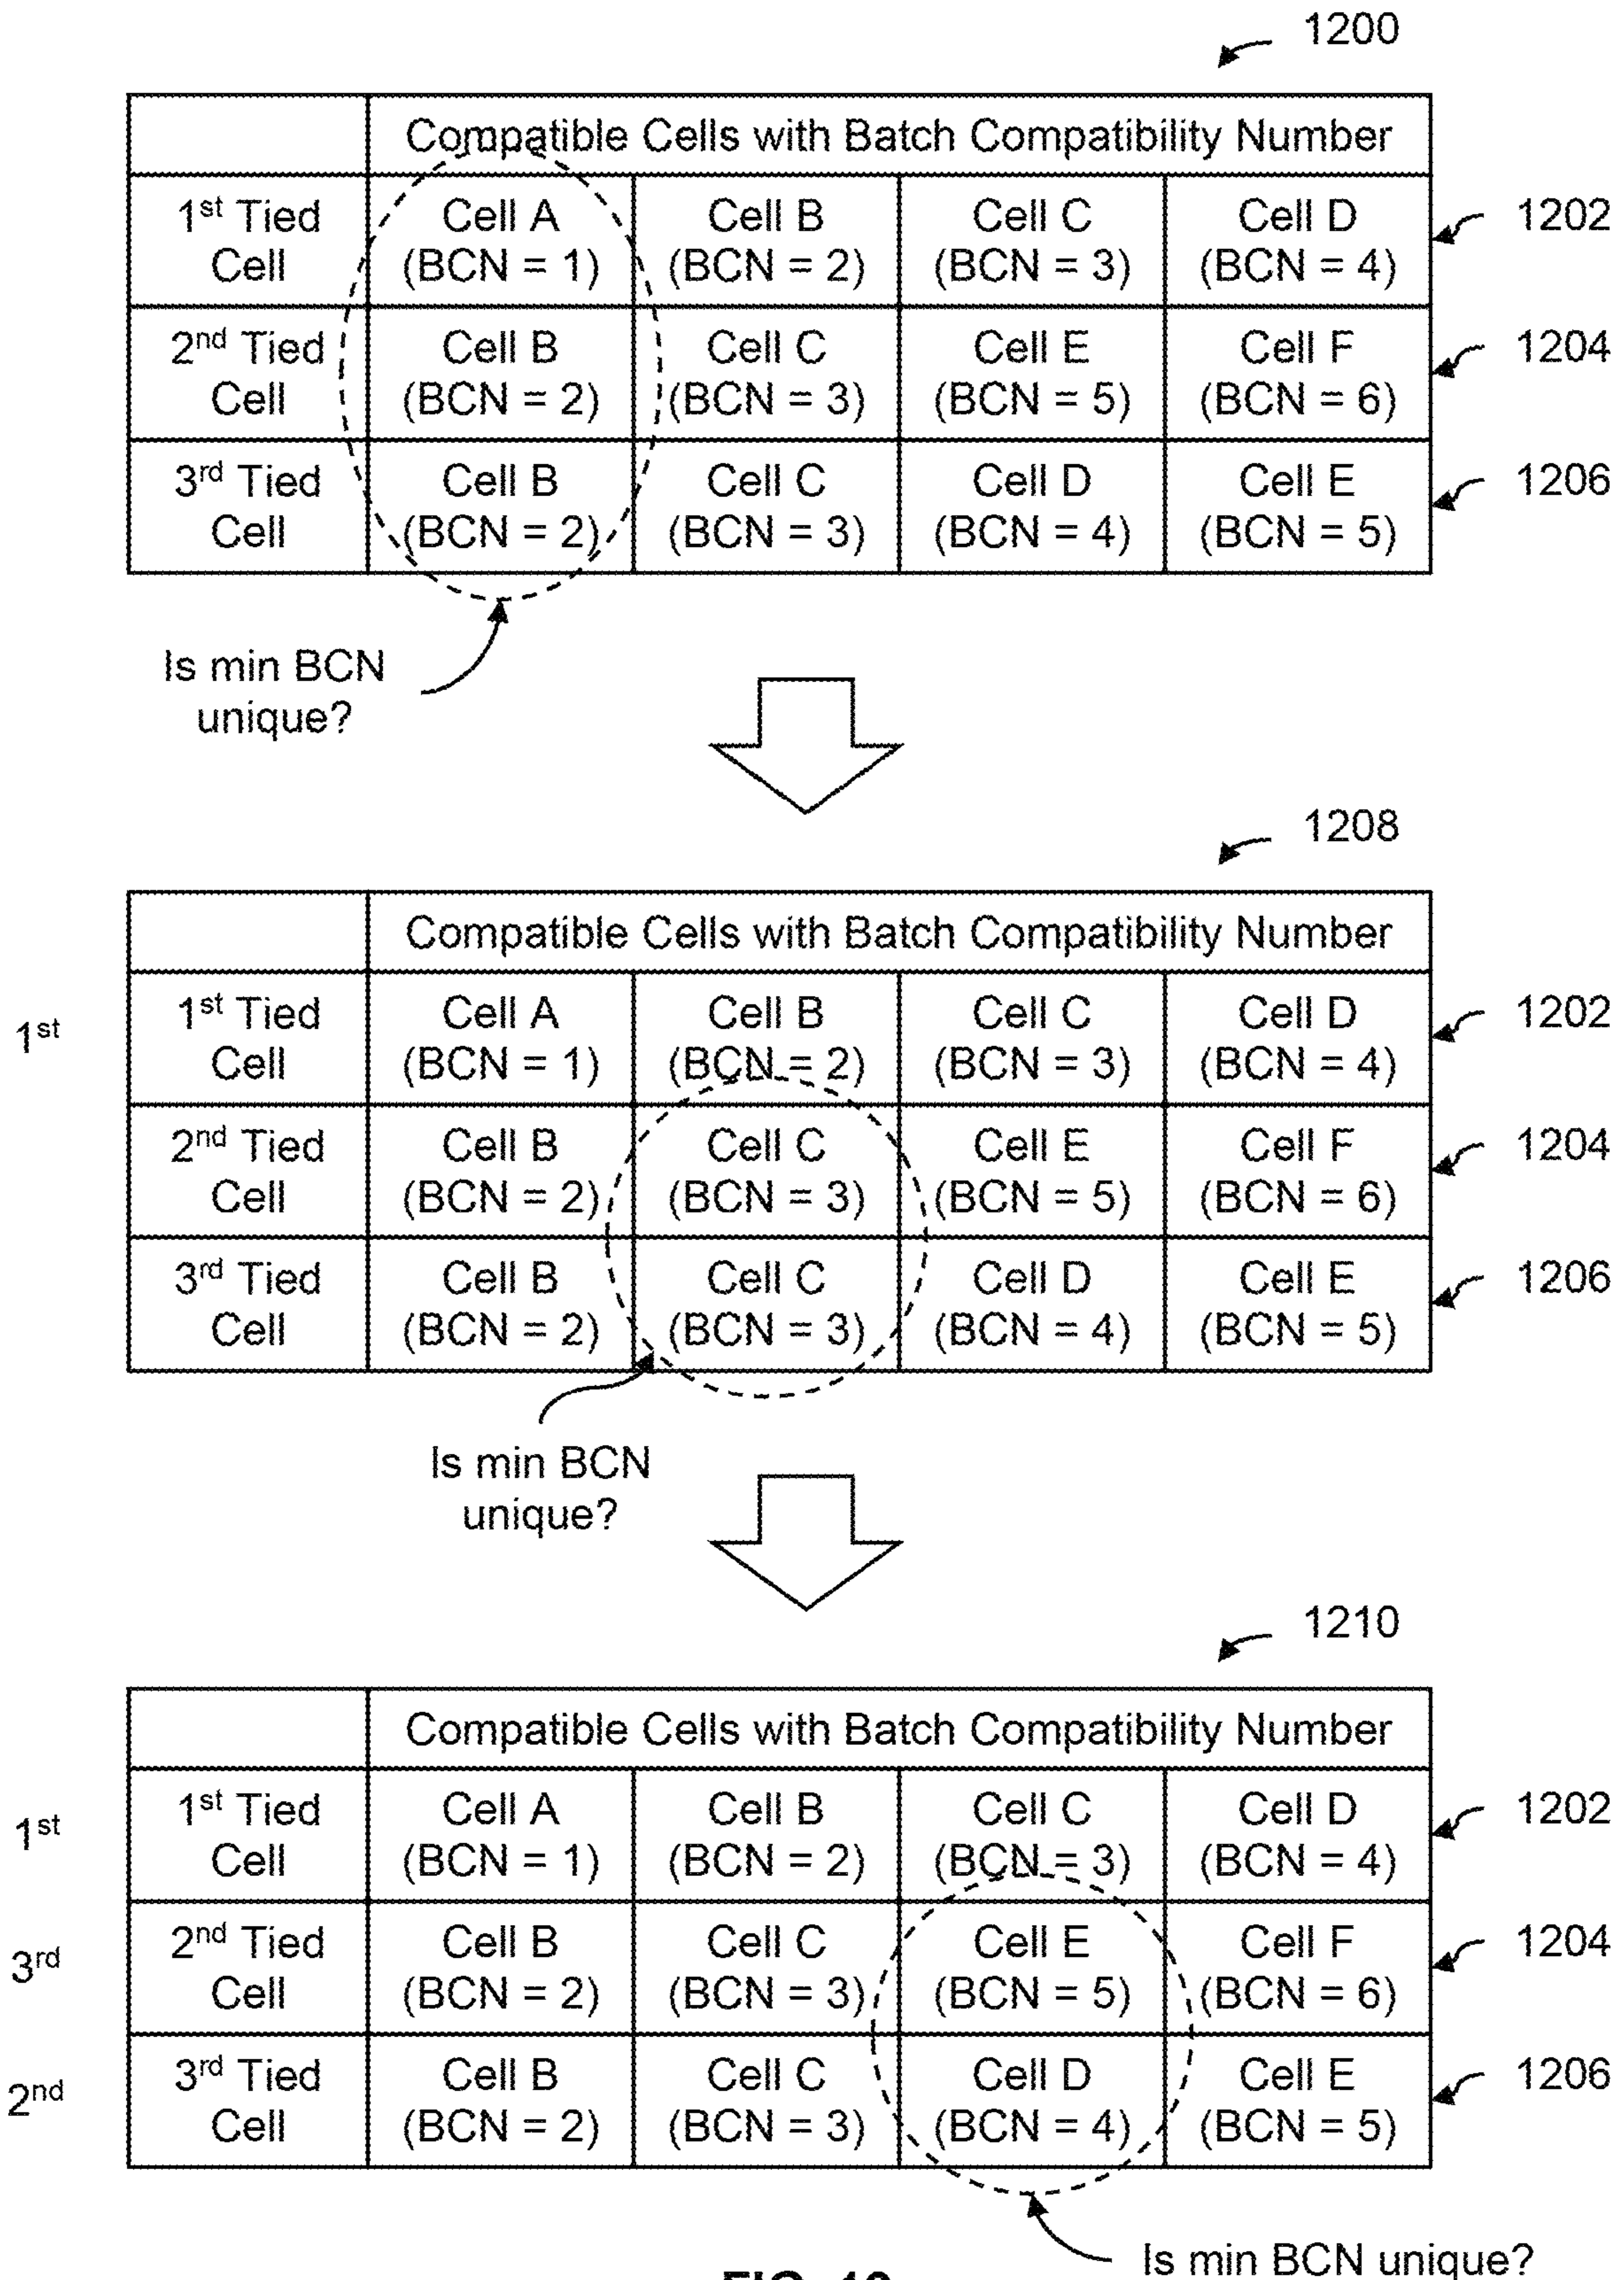 1200
Compatible Cells with Batch Compatibility Number
1st Tied Cell A Cell B Cell C Cell D 1202
Cell (BCN = 1) (BCN = 2) (BCN = 3) (BCN = 4)
2nd Tied Cell B Cell C Cell E Cell F 1204
Cell (BCN = 2) (BCN = 3) (BCN = 5) (BCN = 6)
3rd Tied Cell B Cell C Cell D Cell E 1206
Cell (BCN = 2) (BCN = 3) (BCN = 4) (BCN = 5)
Is min BCN
unique?
1208
Compatible Cells with Batch Compatibility Number
1st 1st Tied Cell A Cell B Cell C Cell D 1202
Cell (BCN = 1) (BCN = 2) (BCN = 3) (BCN = 4)
2nd Tied Cell B Cell C Cell E Cell F 1204
Cell (BCN = 2) (BCN = 3) (BCN = 5) (BCN = 6)
3rd Tied Cell B Cell C Cell D Cell E 1206
Cell (BCN = 2) (BCN = 3) (BCN = 4) (BCN = 5)
Is min BCN
unique?
1210
Compatible Cells with Batch Compatibility Number
1st 1st Tied Cell A Cell B Cell C Cell D 1202
Cell (BCN = 1) (BCN = 2) (BCN = 3) (BCN = 4)
3rd 2nd Tied Cell B Cell C Cell E Cell F 1204
Cell (BCN = 2) (BCN = 3) (BCN = 5) (BCN = 6)
2nd 3rd Tied Cell B Cell C Cell D Cell E 1206
Cell (BCN = 2) (BCN = 3) (BCN = 4) (BCN = 5)
Is min BCN unique?